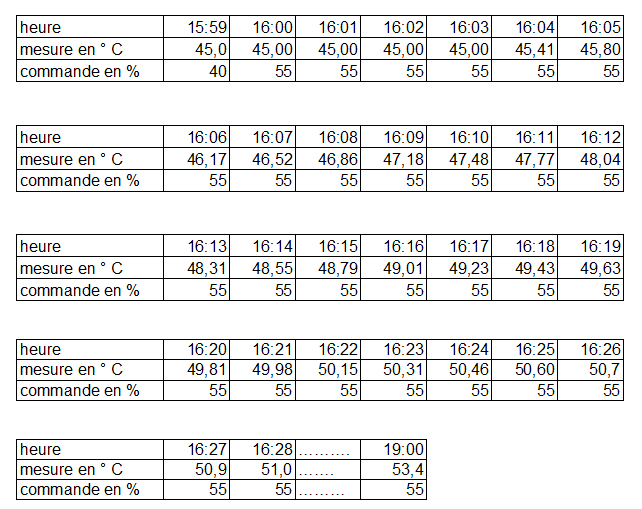 heure 15:59 16:00 16:01 16:02 16:03 16:04 16:05
mesure en ° C 45,0 45,00 45,00 45,00 45,00 45,41 45,80
commande en % 40 55 55 55 55 55 55
heure 16:06 16:07 16:08 16:09 16:10 16:11 16:12
mesure en ° C 46,17 46,52 46,86 47,18 47,48 47,77 48,04
commande en % 55 55 55 55 55 55 55
heure 16:13 16:14 16:15 16:16 16:17 16:18 16:19
mesure en ° C 48,31 48,55 48,79 49,01 49,23 49,43 49,63
commande en % 55 55 55 55 55 55 55
heure 16:20 16:21 16:22 16:23 16:24 16:25 16:26
mesure en ° C 49,81 49,98 50,15 50,31 50,46 50,60 50,7
commande en % 55 55 55 55 55 55 55
heure 16:27 16:28 ………. 19:00
mesure en ° C 50,9 51,0 ……. 53,4
commande en % 55 55 ……… 55